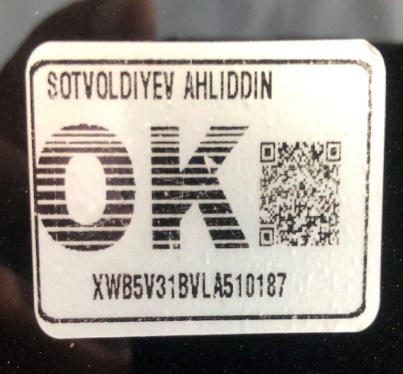 SOTVOLDIYEV AHLIDDIN
OK
XWB5V31BVLA510187